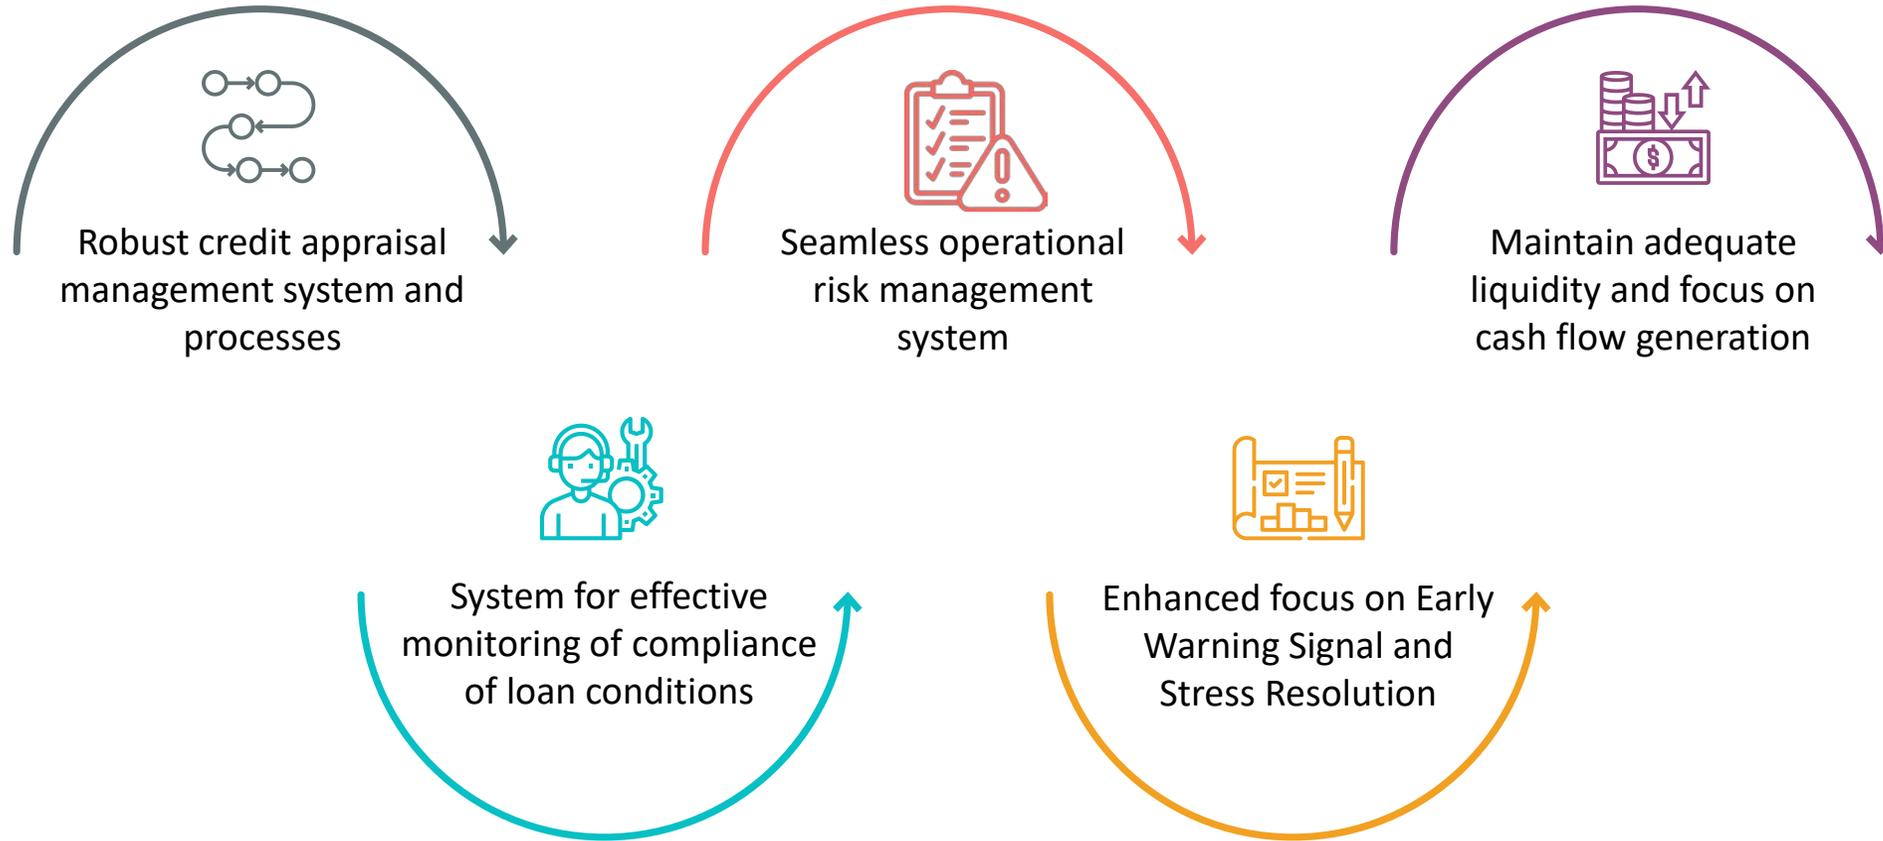 Robust credit appraisal
management system and
processes
Seamless operational
risk management
system
Maintain adequate
liquidity and focus on
cash flow generation
$
System for effective
monitoring of compliance
of loan conditions
Enhanced focus on Early
Warning Signal and
Stress Resolution